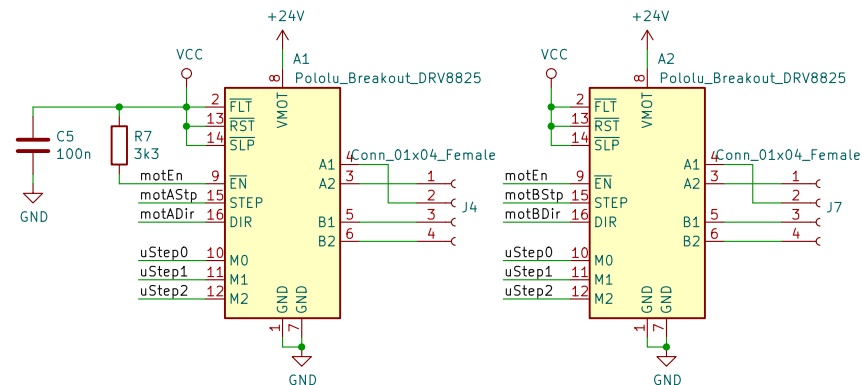 +24V
+24V
VCC
A1
VCC
A2
Pololu_Breakout_DRV8825
Pololu_Breakout_DRV8825
8
VMOT
8
VMOT
2
FLT
2
FLT
13
RST
13
RST
14
SLP
14
SLP
C5
100n
R7
3k3
Conn_01x04_Female
Conn_01x04_Female
A1
4
A1
4
motEn
9
EN
A2
3
1
motEn
9
EN
A2
3
1
motAStp
15
STEP
2
J4
motBStp
15
STEP
2
J7
motADir
16
DIR
B1
5
3
motBDir
16
DIR
B1
5
3
B2
6
4
B2
6
4
GND
uStep0
10
M0
uStep0
10
M0
uStep1
11
M1
uStep1
11
M1
uStep2
12
M2
uStep2
12
M2
GND
GND
GND
GND
1
7
1
7
GND
GND